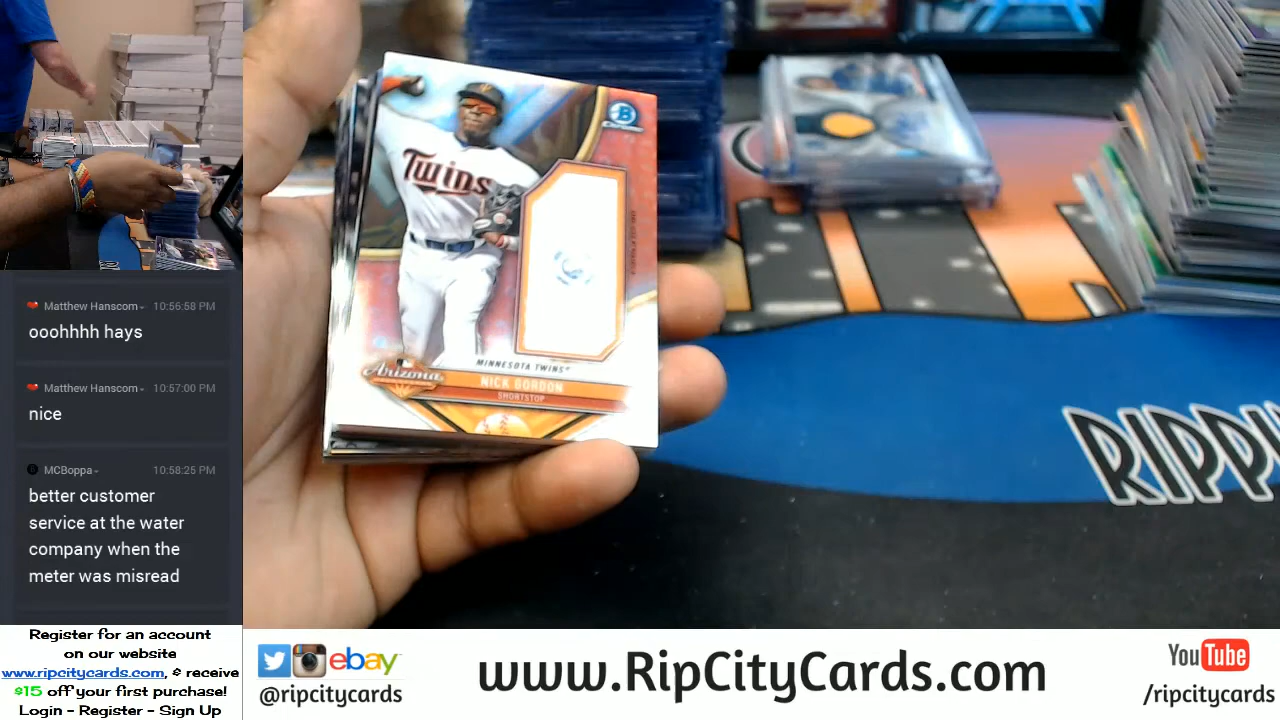 Matthew Hanscom 10:56:58 PM
ooohhhh hays
Matthew Hanscom 10:57:00 PM
nice
MCBoppa 10:58:25 PM
better customer
service at the water
company when the
meter was misread
Register for an account
on our website
www.ripcitycards.com, & receive
$15 off your first purchase!
Login - Register - Sign Up
B
Chrome
Twins
MINNESOTA TWINS
Arizona
NICK GORDON
SHORTSTOP
RIPPI
ebay
@ripcitycards
www.RipCityCards.com
YouTube
/ripcitycards